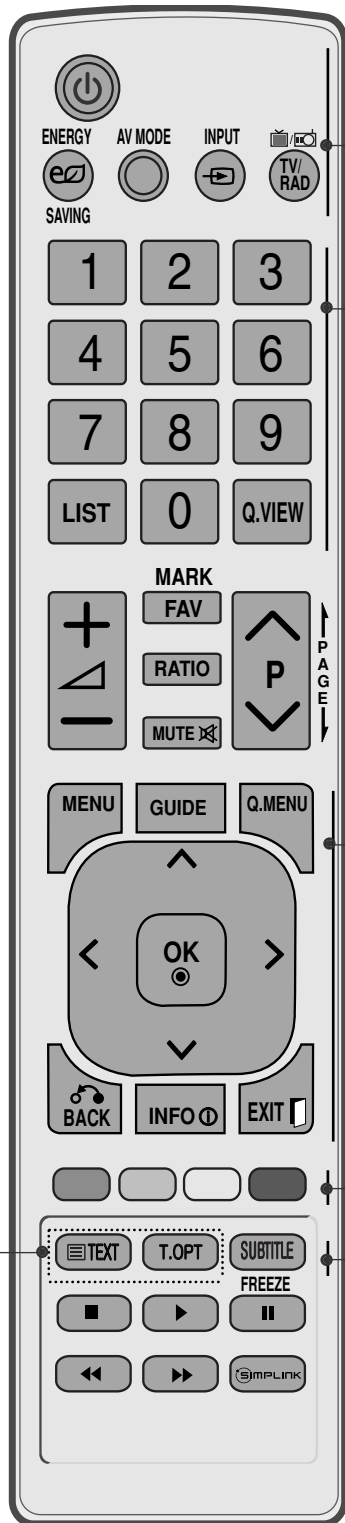 ENERGY AV MODE INPUT
TV/
RAD
SAVING
1 2 3
4 5 6
7 8 9
LIST 0 Q.VIEW
MARK
FAV
RATIO
P
MUTE
PAGE
MENU GUIDE Q.MENU
OK
BACK INFO EXIT
TEXT T.OPT SUBTITLE
FREEZE
SIMPLINK